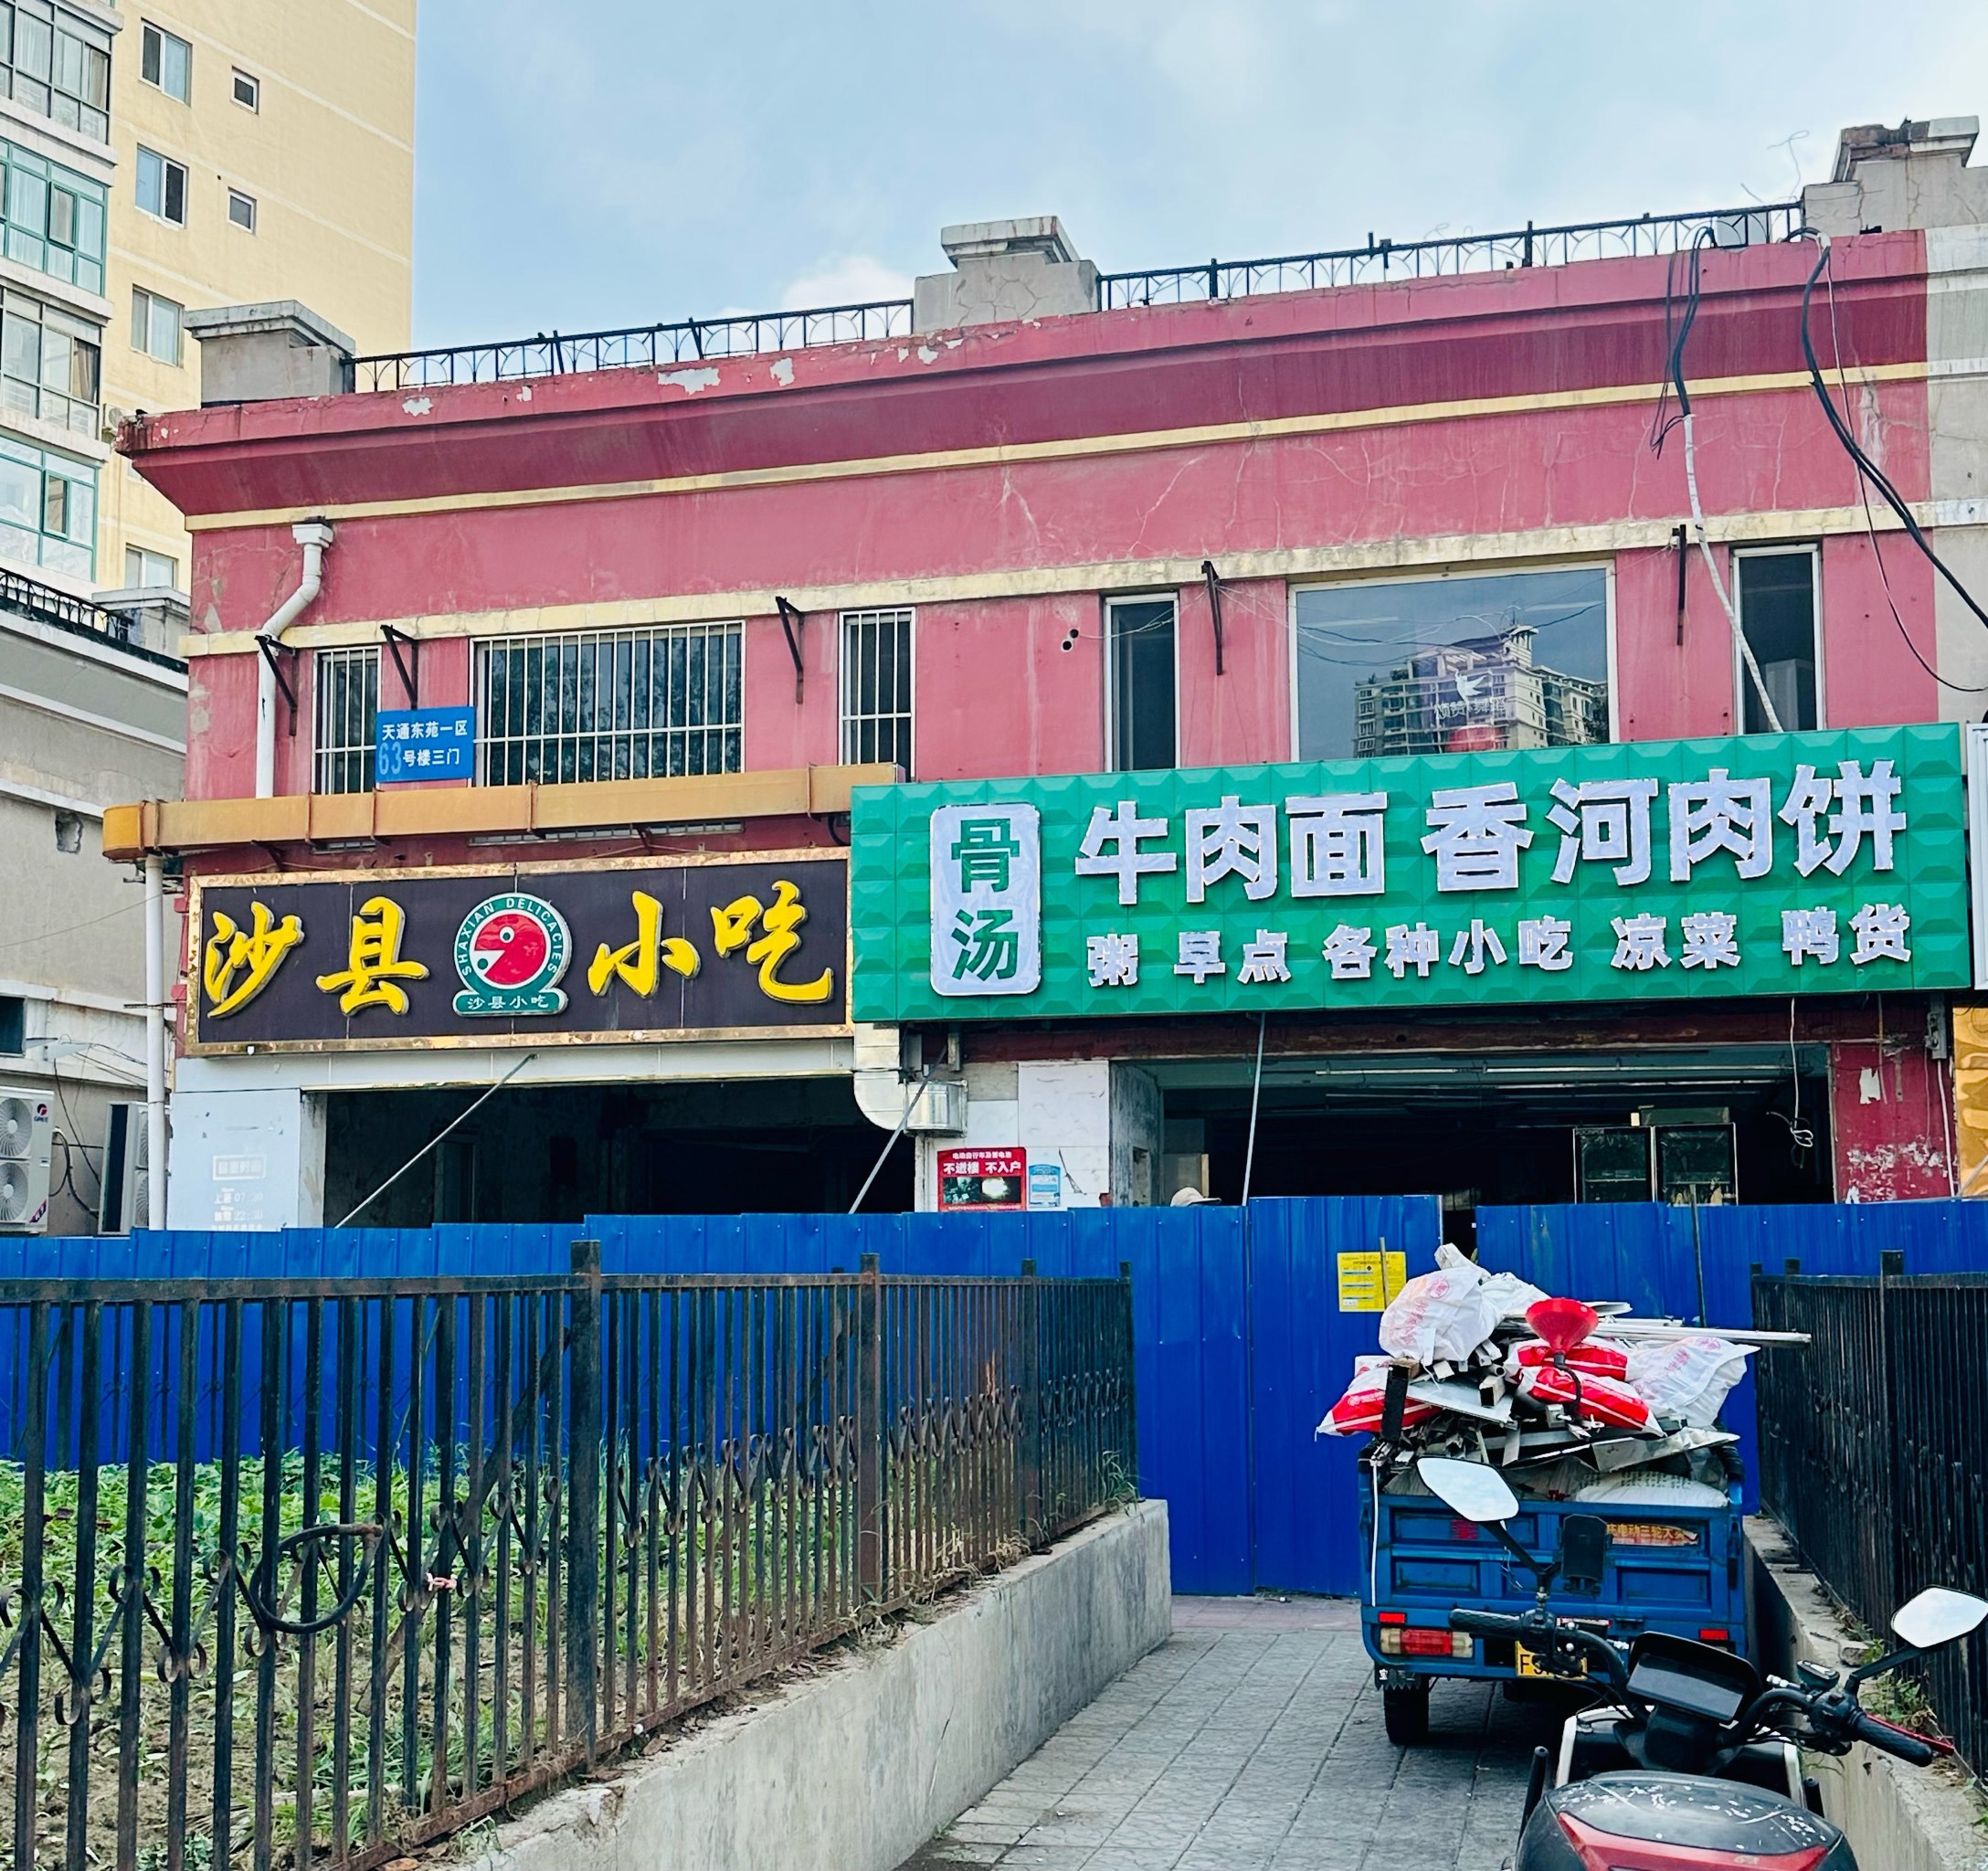 天通东苑一区
63号楼三门
沙县
SHAXIAN DELICACIES
沙县小吃
小吃
骨汤
牛肉面 香河肉饼
粥 早点 各种小吃 凉菜 鸭货
不进楼 不入户